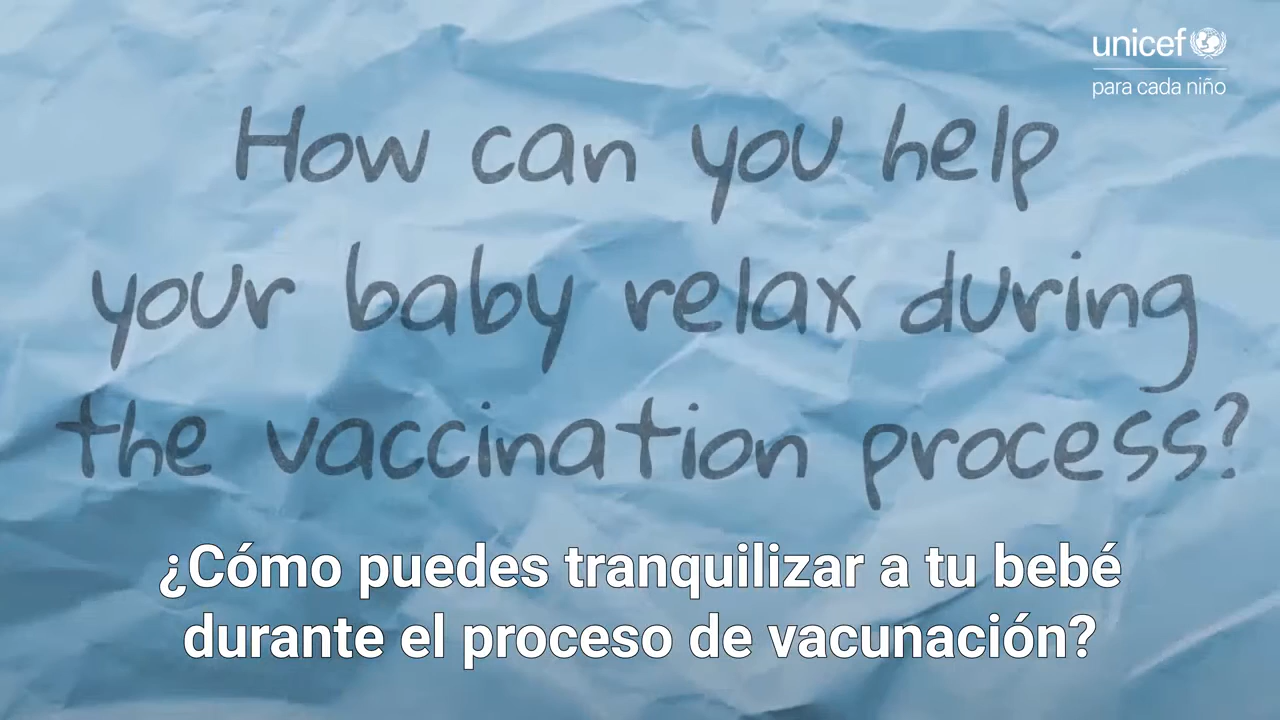 unicef
para cada niño
How can you help
your baby relax during
the vaccination process?
¿Cómo puedes tranquilizar a tu bebé
durante el proceso de vacunación?